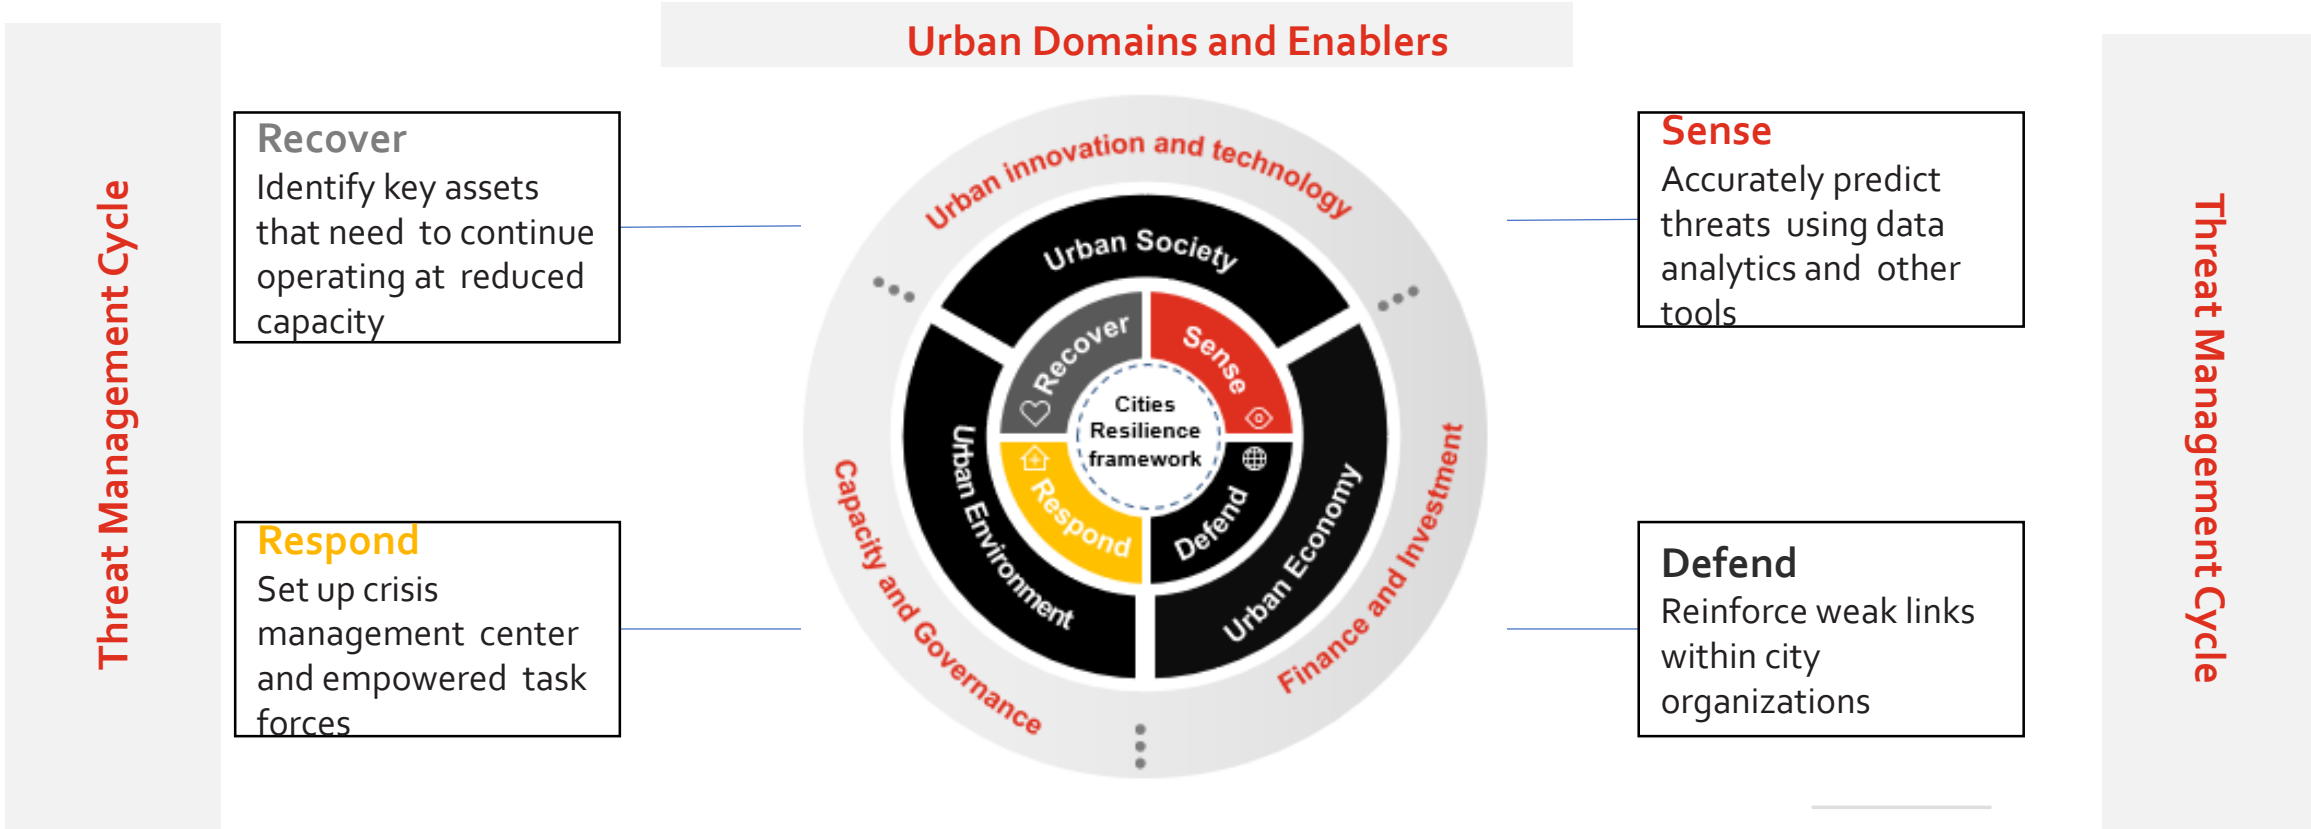 Urban Domains and Enablers
Threat Management Cycle
Recover
Identify key assets
that need to continue
operating at reduced
capacity
Respond
Set up crisis
management center
and empowered task
forces
Urban innovation and technology
Urban Society
Recover
Sense
Cities
Resilience
framework
Respond
Defend
Urban Environment
Urban Economy
Capacity and Governance
Finance and Investment
Sense
Accurately predict
threats using data
analytics and other
tools
Defend
Reinforce weak links
within city
organizations
Threat Management Cycle